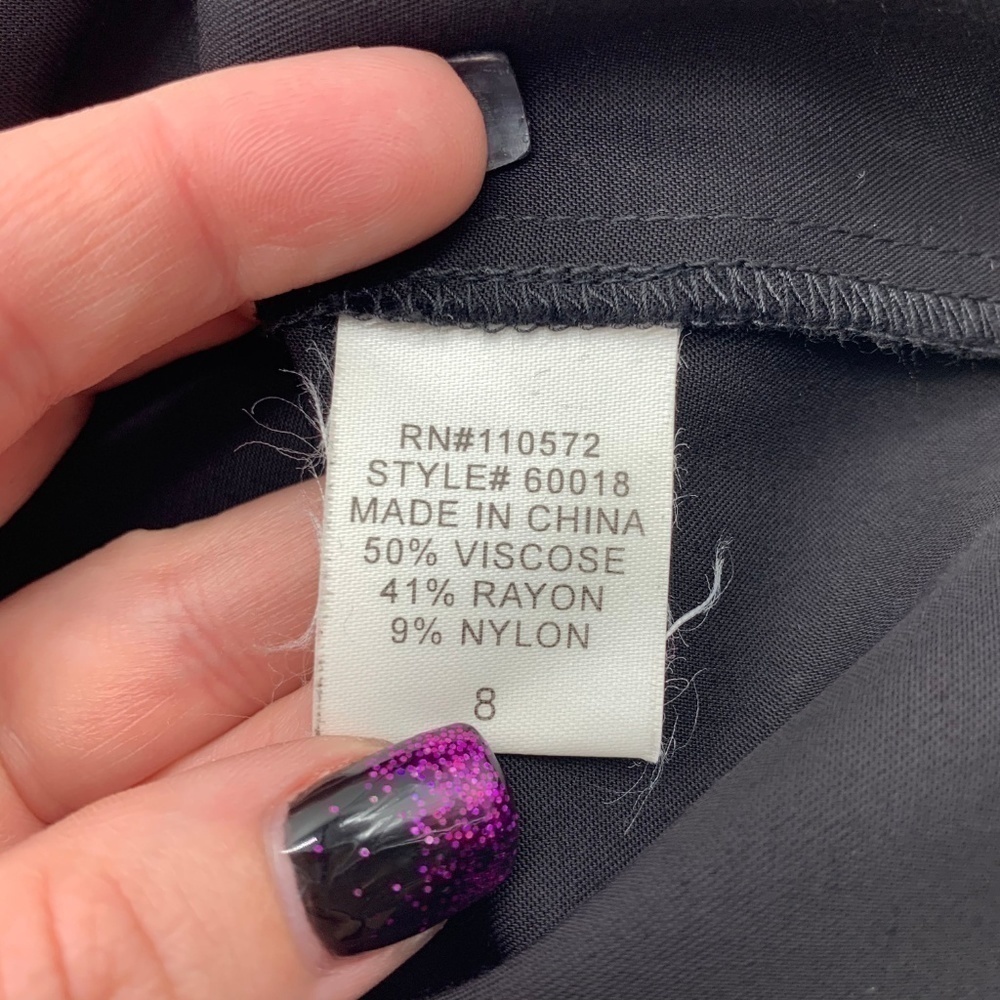 RN#110572
STYLE# 60018
MADE IN CHINA
50% VISCOSE
41% RAYON
9% NYLON
8